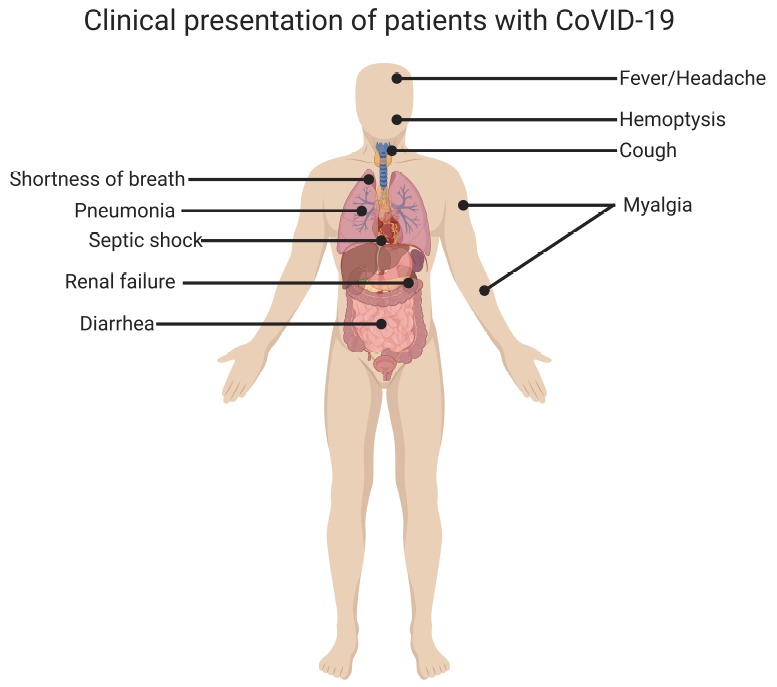 Clinical presentation of patients with CoVID-19
Fever/Headache
Hemoptysis
Cough
Shortness of breath
Pneumonia
Myalgia
Septic shock
Renal failure
Diarrhea